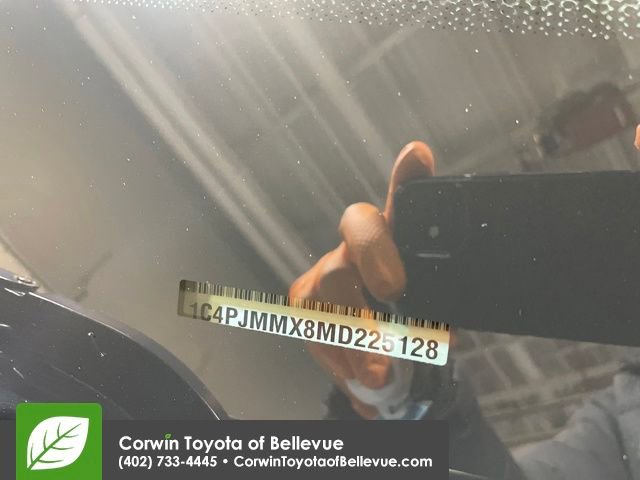 1C4PJMMX8MD225128
Corwin Toyota of Bellevue
(402) 733-4445 • CorwinToyotaofBellevue.com